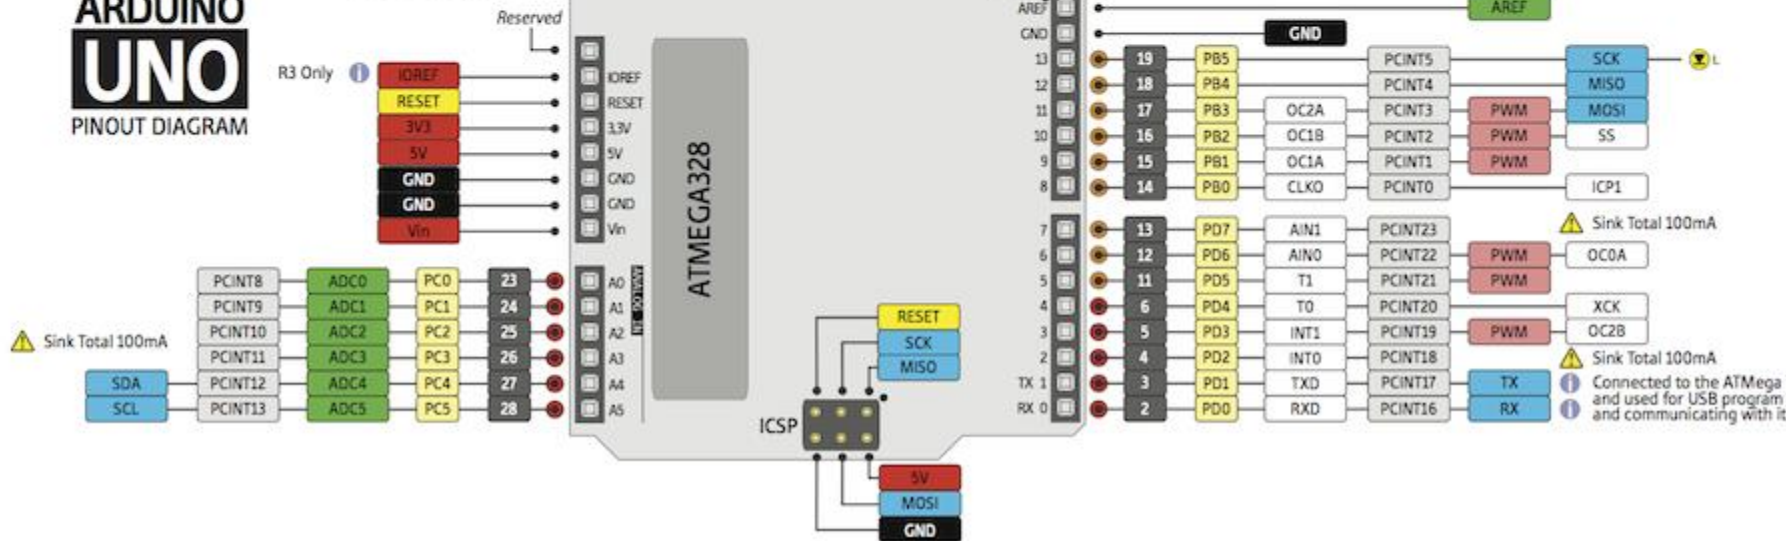 ARDUINO
UNO
PINOUT DIAGRAM
Reserved
R3 Only i IOREF IOREF
RESET RESET
3V3 3,3V
5V 5V
GND GND
GND GND
Vin Vin
PCINT8 ADC0 PC0 23 A0
PCINT9 ADC1 PC1 24 A1
PCINT10 ADC2 PC2 25 A2
PCINT11 ADC3 PC3 26 A3
SDA PCINT12 ADC4 PC4 27 A4
SCL PCINT13 ADC5 PC5 28 A5
Sink Total 100mA
ANALOG IN
ATMEGA328
RESET
SCK
MISO
ICSP
5V
MOSI
GND
AREF AREF
GND GND
13 19 PB5 PCINT5 SCK L
12 18 PB4 PCINT4 MISO
11 17 PB3 OC2A PCINT3 PWM MOSI
10 16 PB2 OC1B PCINT2 PWM SS
9 15 PB1 OC1A PCINT1 PWM
8 14 PB0 CLKO PCINT0 ICP1
Sink Total 100mA
7 13 PD7 AIN1 PCINT23
6 12 PD6 AIN0 PCINT22 PWM OC0A
5 11 PD5 T1 PCINT21 PWM
4 6 PD4 T0 PCINT20 XCK
3 5 PD3 INT1 PCINT19 PWM OC2B
2 4 PD2 INT0 PCINT18
Sink Total 100mA
TX 1 3 PD1 TXD PCINT17 TX
RX 0 2 PD0 RXD PCINT16 RX
i Connected to the ATMega
and used for USB program
i and communicating with it